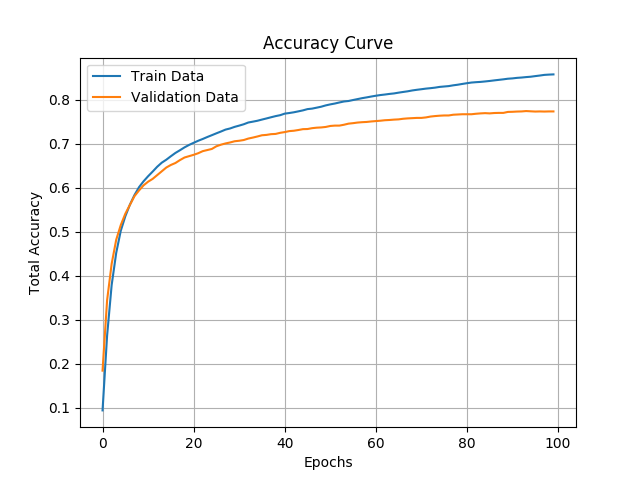 Accuracy Curve
Train Data
Validation Data
0.8
0.7
0.6
0.5
0.4
0.3
0.2
0.1
Total Accuracy
0 20 40 60 80 100
Epochs